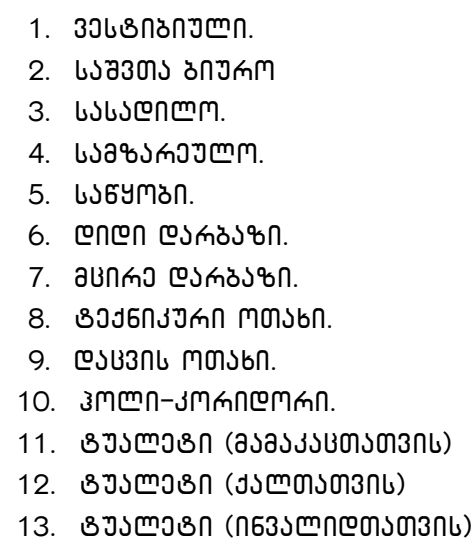 1. ვესტიბიული.
2. საშვთა ბიურო
3. სასადილო.
4. სამზარეულო.
5. საწყობი.
6. დიდი დარბაზი.
7. მცირე დარბაზი.
8. ტექნიკური ოთახი.
9. დაცვის ოთახი.
10. ჰოლი-კორიდორი.
11. ტუალეტი (მამაკაცთათვის)
12. ტუალეტი (ქალთათვის)
13. ტუალეტი (ინვალიდთათვის)